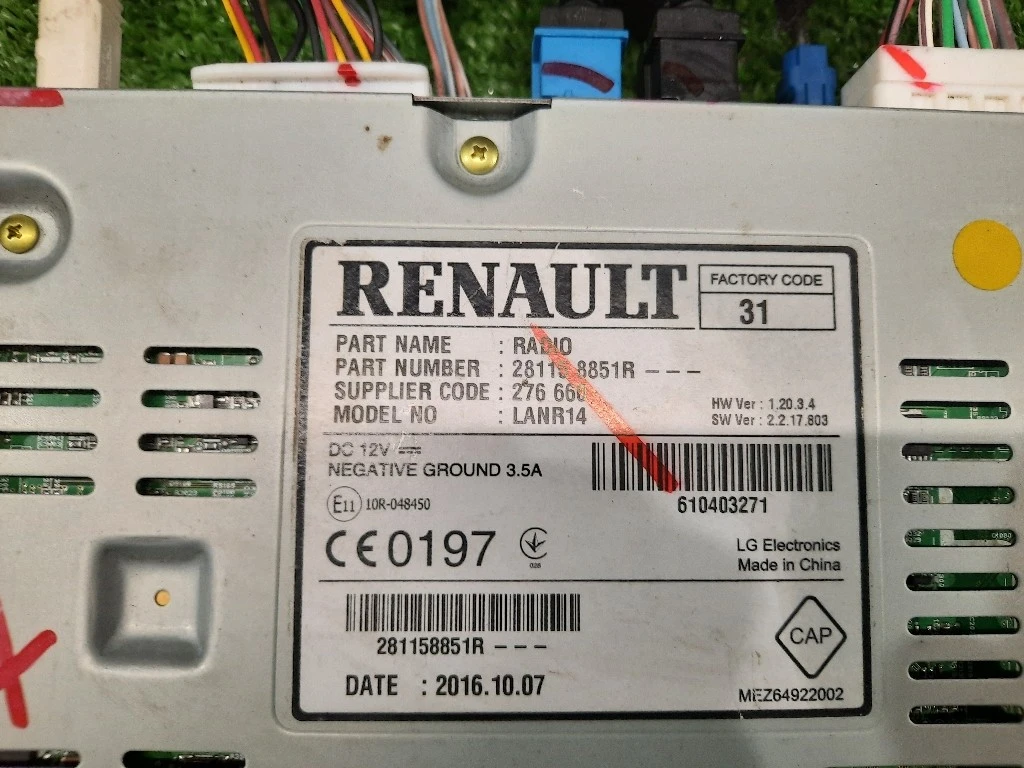 RENAULT
FACTORY CODE
31
PART NAME : RADIO
PART NUMBER : 281158851R - - -
SUPPLIER CODE : 276 660
MODEL NO : LANR14
HW Ver : 1.20.3.4
SW Ver : 2.2.17.803
DC 12V
NEGATIVE GROUND 3.5A
E11 10R-048450
610403271
CE0197
026
LG Electronics
Made in China
281158851R - - -
CAP
DATE : 2016.10.07
MEZ64922002